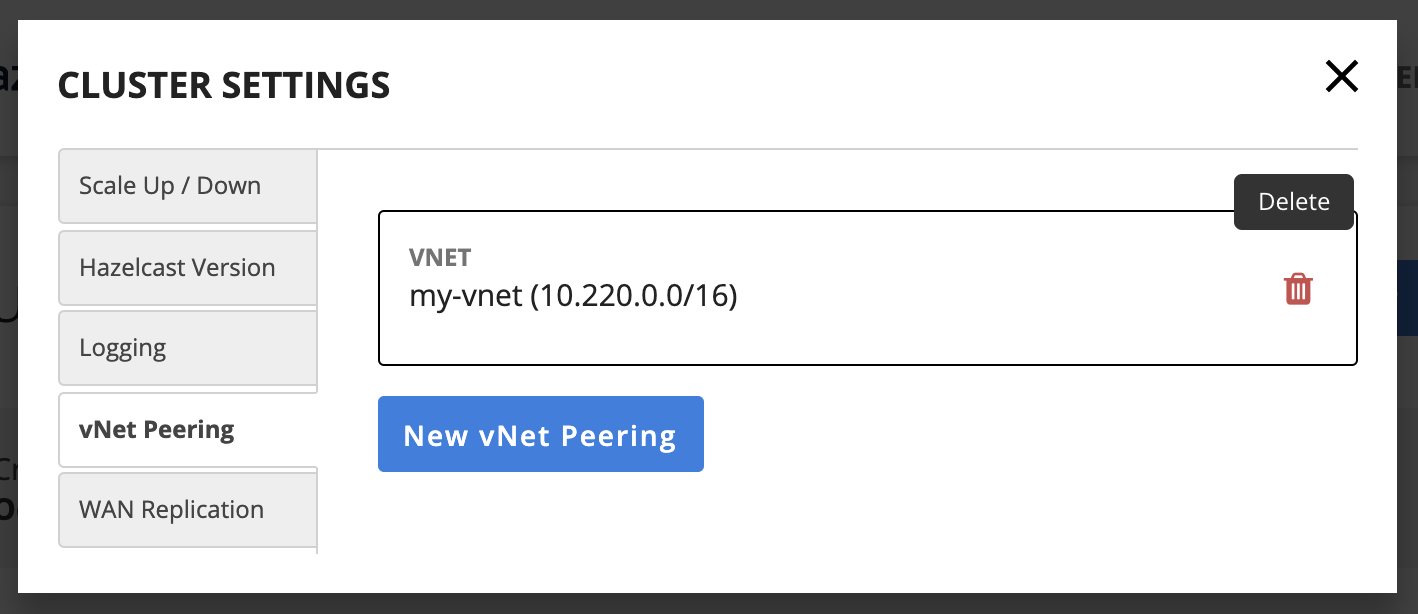 CLUSTER SETTINGS
Scale Up / Down
Hazelcast Version
Logging
vNet Peering
WAN Replication
Delete
VNET
my-vnet (10.220.0.0/16)
New vNet Peering